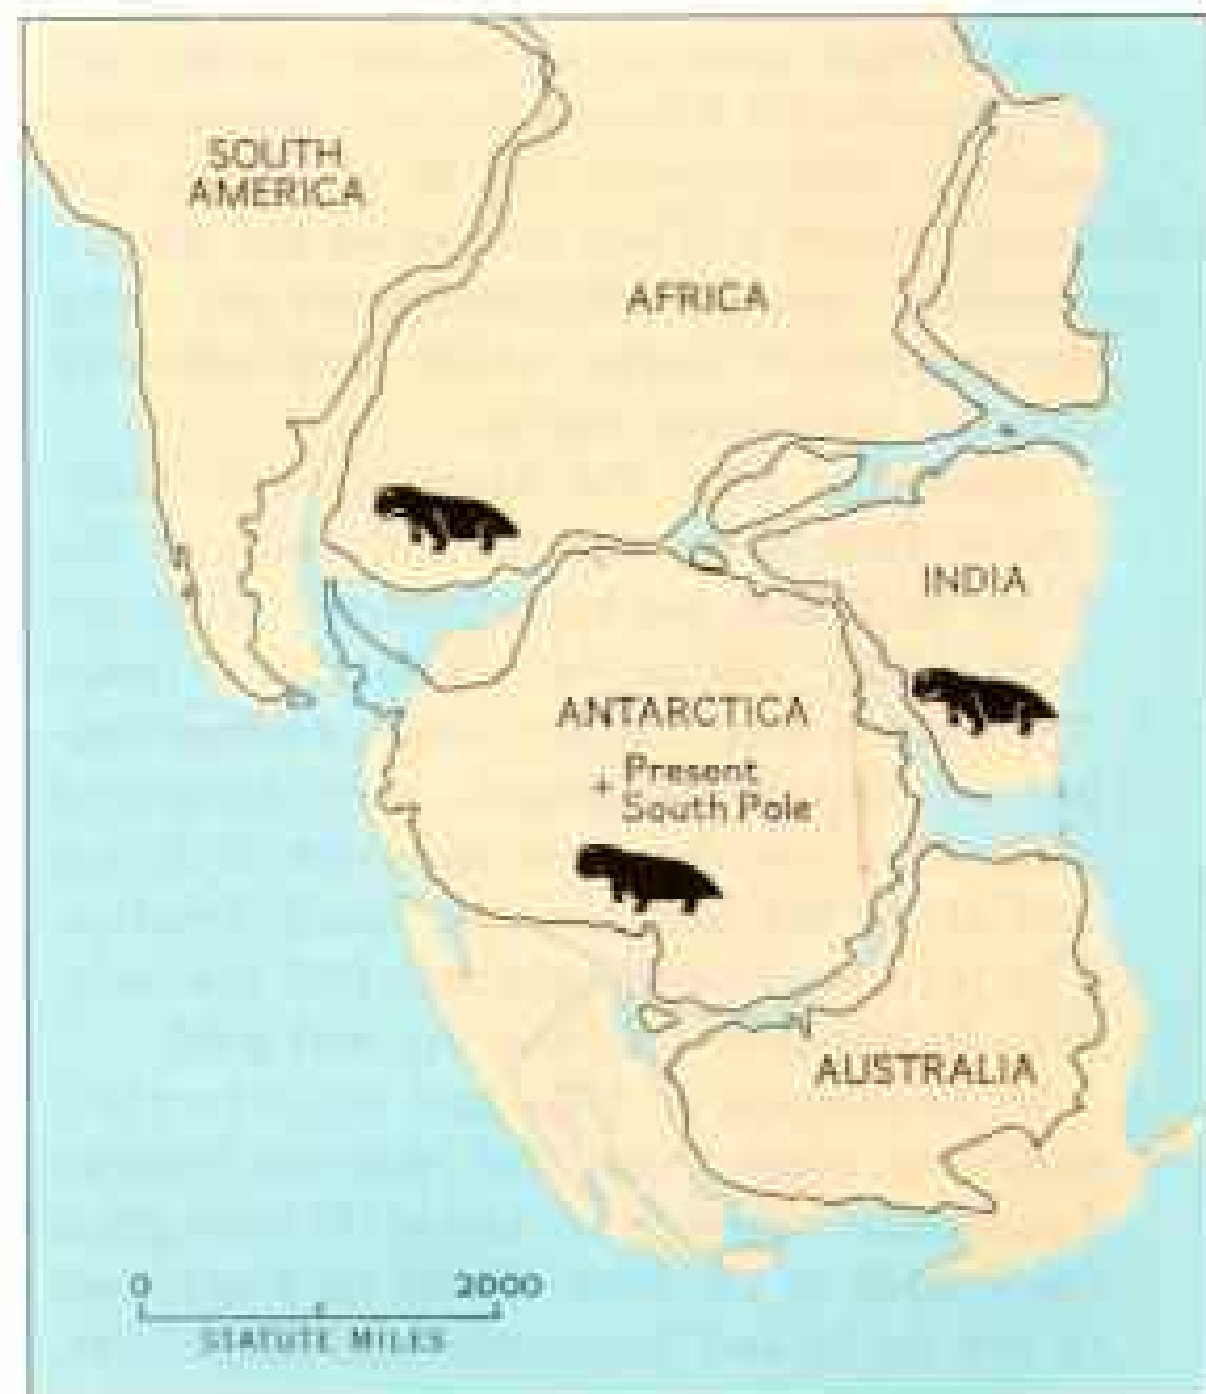 SOUTH
AMERICA
AFRICA
INDIA
ANTARCTICA
+ Present
South Pole
AUSTRALIA
0 2000
STATUTE MILES